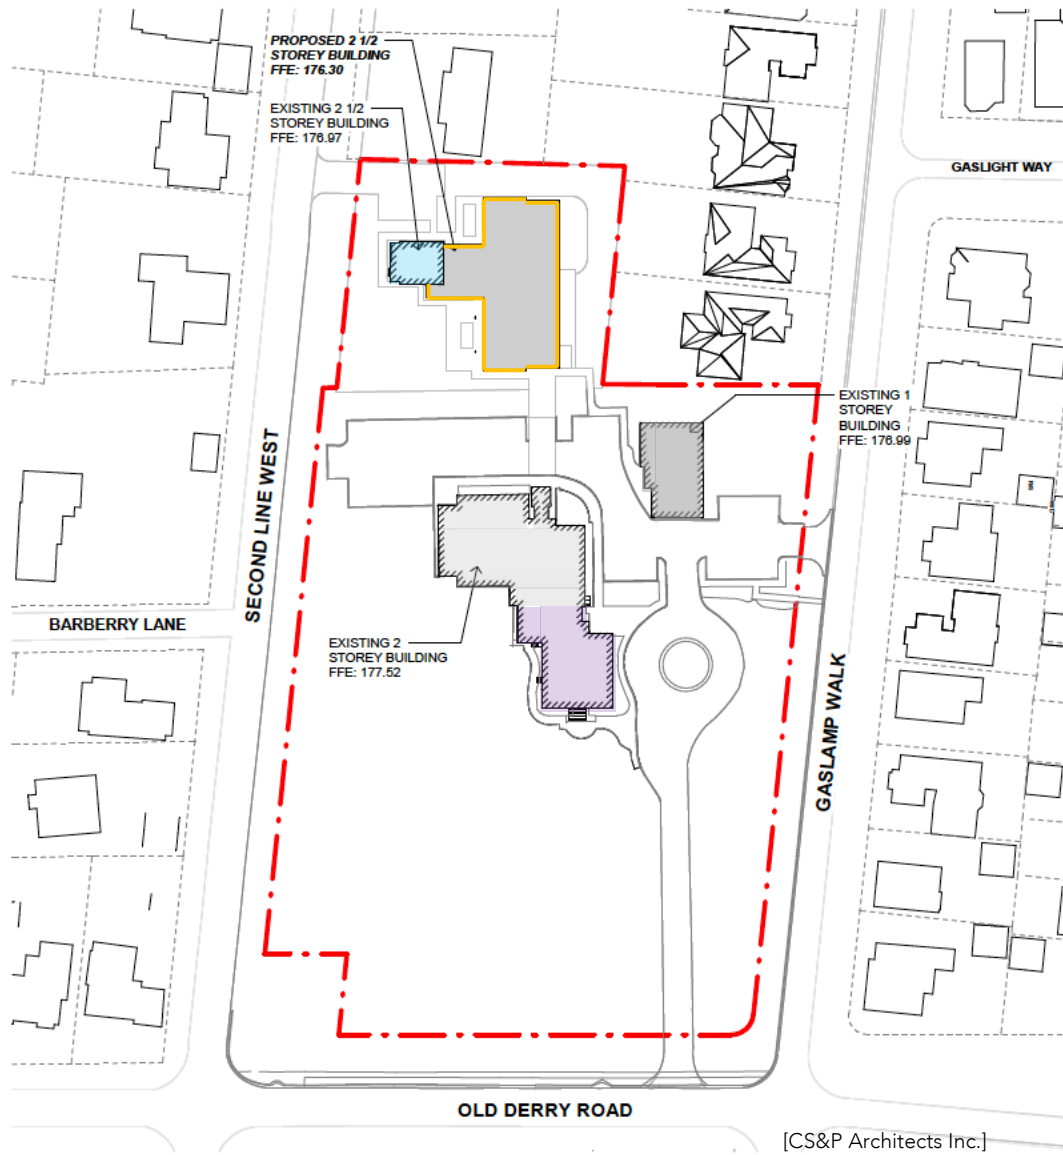 PROPOSED 2 1/2
STOREY BUILDING
FFE: 176.30
EXISTING 2 1/2
STOREY BUILDING
FFE: 176.97
GASLIGHT WAY
EXISTING 1
STOREY
BUILDING
FFE: 176.99
SECOND LINE WEST
BARBERRY LANE
EXISTING 2
STOREY BUILDING
FFE: 177.52
GASLAMP WALK
OLD DERRY ROAD
[CS&P Architects Inc.]